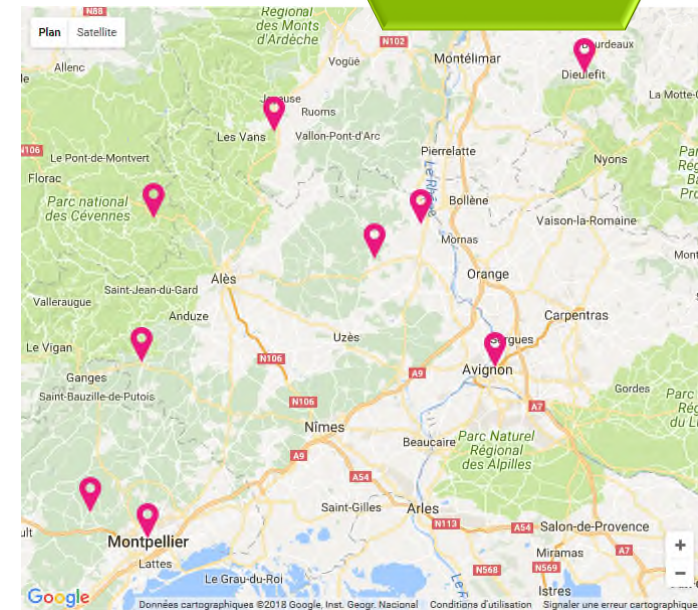 N88
Régional
des Monts
d'Ardèche
Plan
Satellite
N102
Montélimar
Dieulefit
Allenc
Vogüé
La Motte-C
Ruoms
Les Vans
Vallon-Pont-d'Arc
N106
Le Pont-de-Montvert
Pierrelatte
Nyons
Florac
Le Rhône
Parc national
des Cévennes
Bollène
Vaison-la-Romaine
Mornas
Mont
Alès
Orange
Saint-Jean-du-Gard
Valleraugue
Anduze
Carpentras
Uzès
Le Vigan
N106
Avignon
A9
Ganges
Gordes
Saint-Bauzille-de-Putois
N106
A7
Nîmes
Beaucaire
Parc Naturel
Régional
des Alpilles
A9
A54
Saint-Gilles
Arles
N113
A54
Salon-de-Provence
Montpellier
Miramas
A7
Lattes
N568
N569
Le Grau-du-Roi
Istres
Google
Données cartographiques ©2018 Google, Inst. Geogr. Nacional
Conditions d'utilisation
Signaler une erreur cartographique